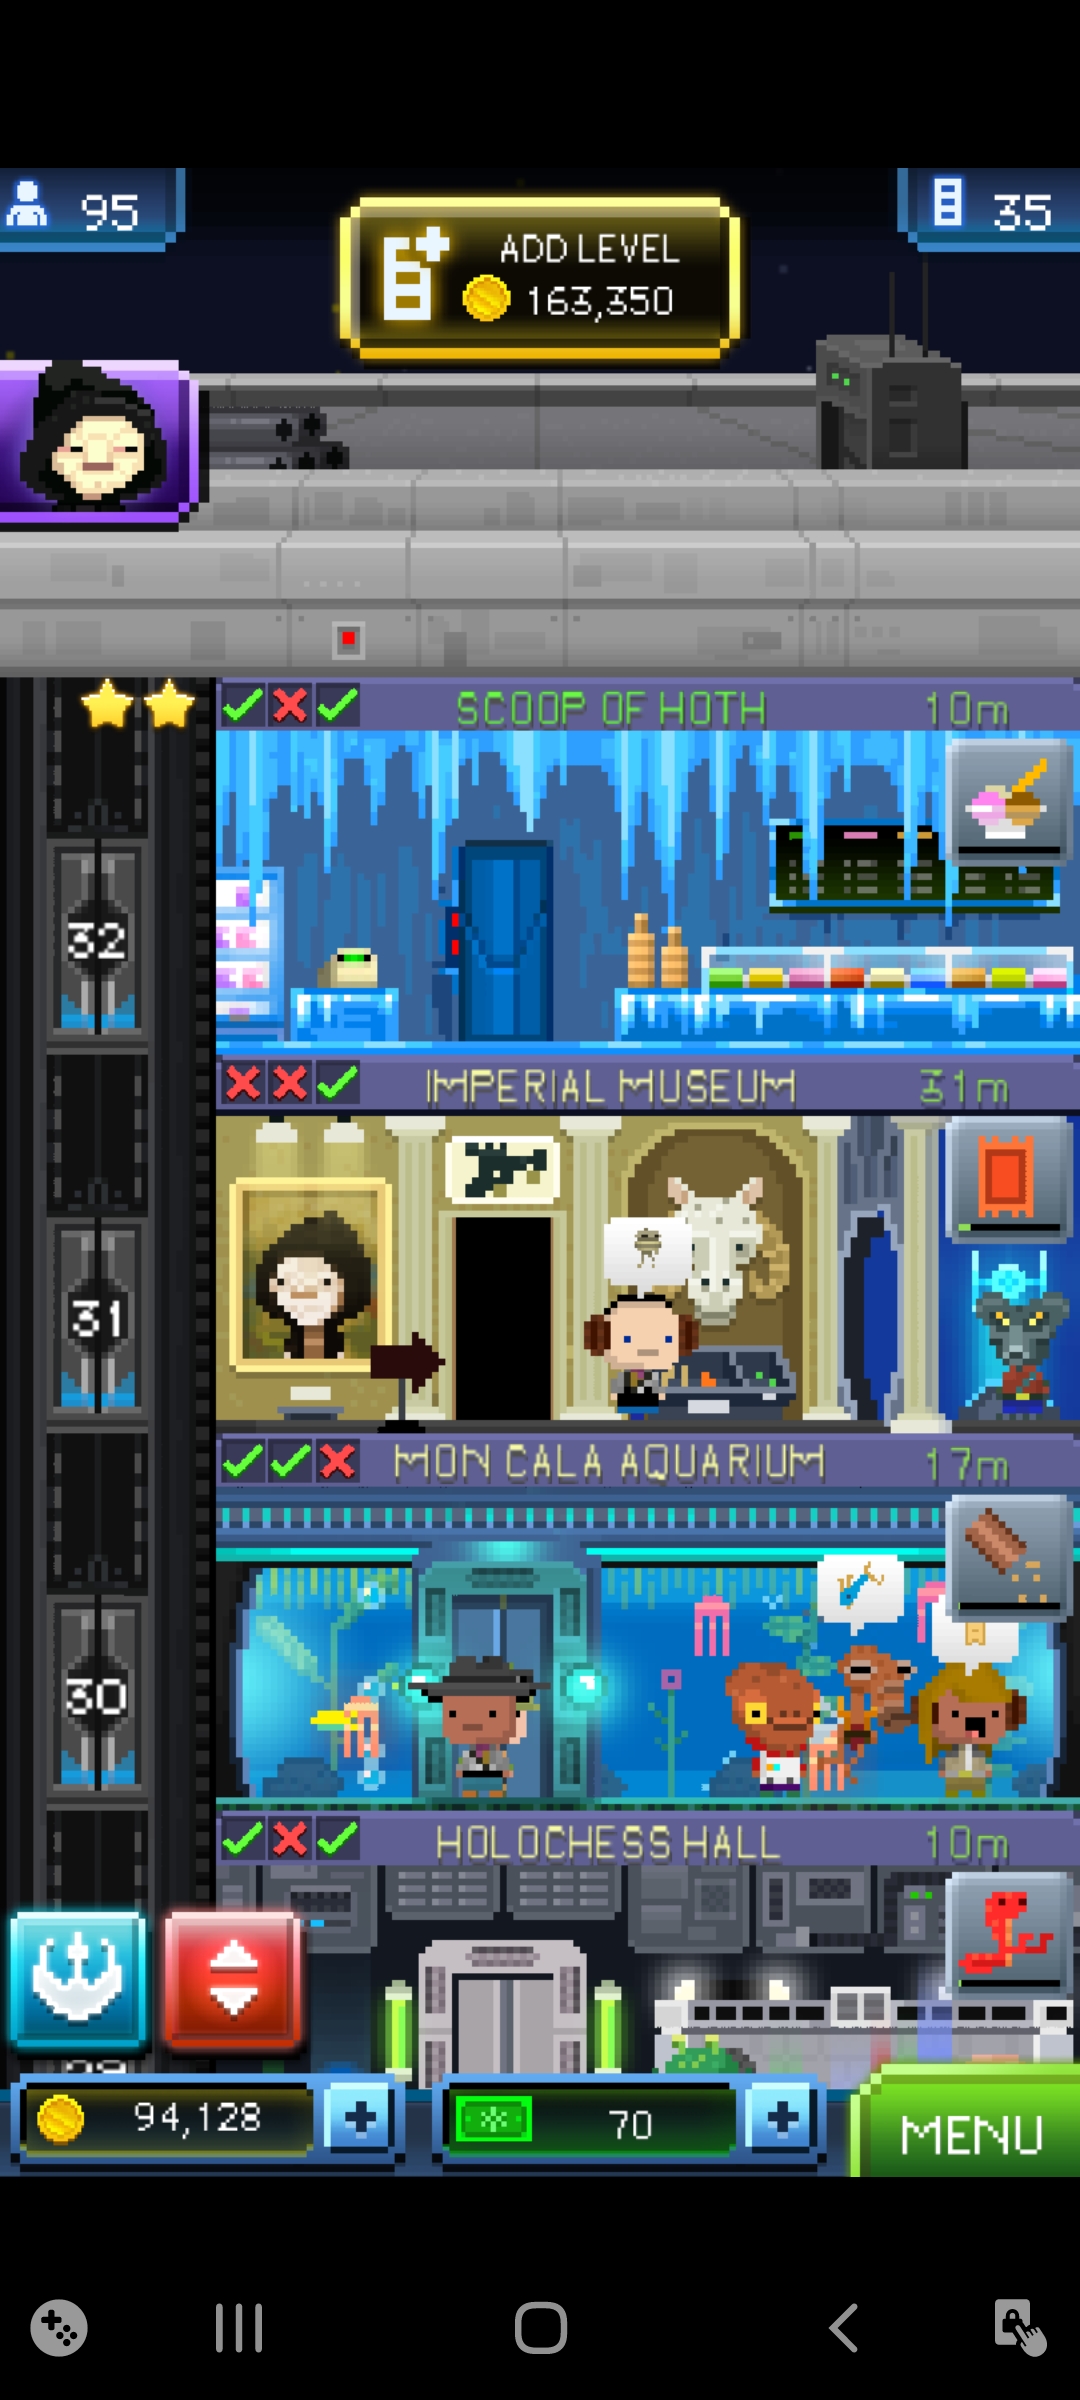 95
ADD LEVEL
163,350
35
SCOOP OF HOTH
10m
32
IMPERIAL MUSEUM
31m
31
MON CALA AQUARIUM
17m
30
HOLOCHESS HALL
10m
94,128
+
70
+
MENU